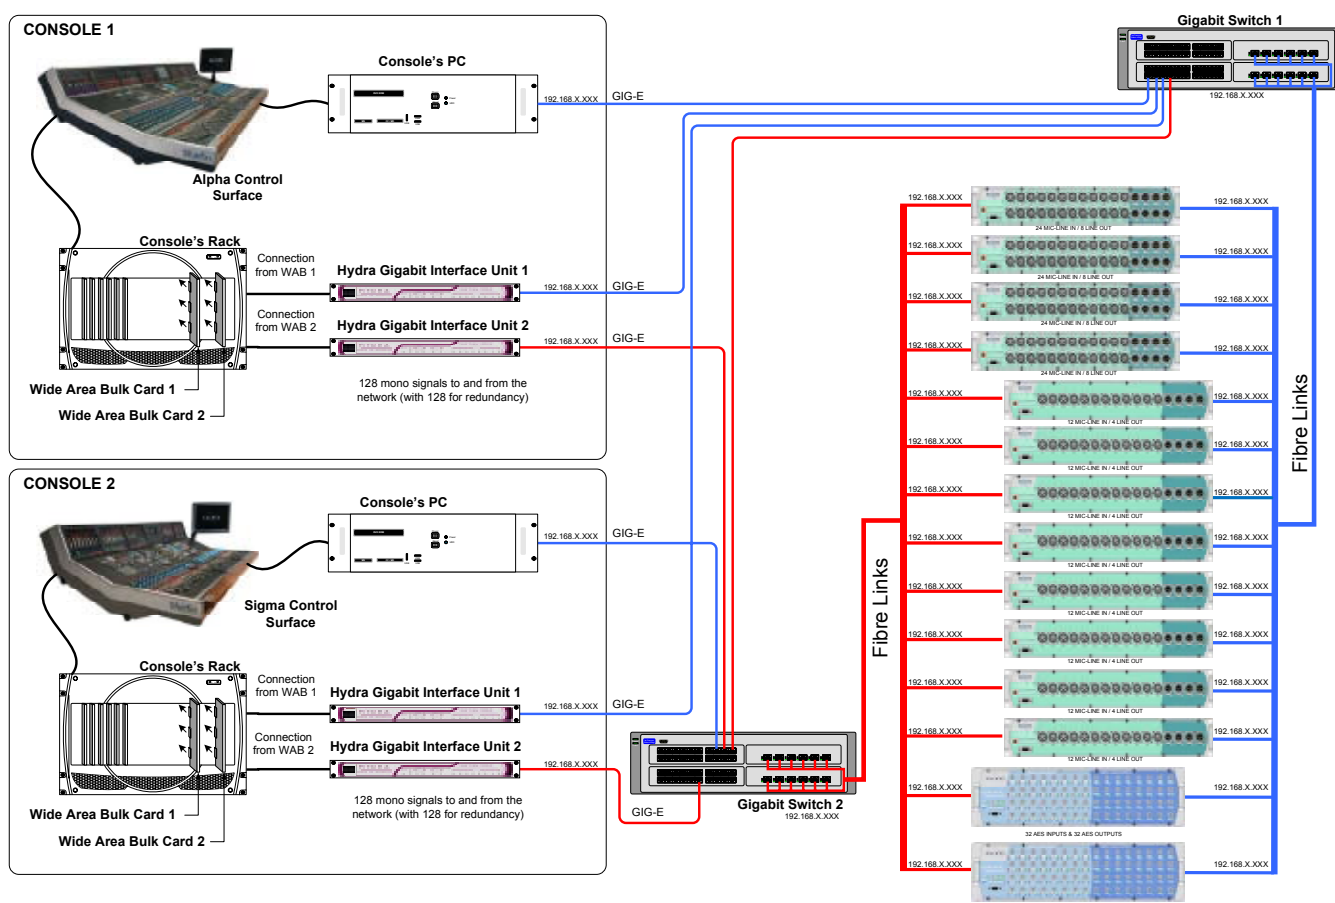 CONSOLE 1
Console's PC
192.168.X.XXX
GIG-E
Alpha Control
Surface
Console's Rack
Connection
from WAB 1
Hydra Gigabit Interface Unit 1
192.168.X.XXX
GIG-E
Connection
from WAB 2
Hydra Gigabit Interface Unit 2
192.168.X.XXX
GIG-E
Wide Area Bulk Card 1
Wide Area Bulk Card 2
128 mono signals to and from the
network (with 128 for redundancy)
CONSOLE 2
Console's PC
192.168.X.XXX
GIG-E
Sigma Control
Surface
Console's Rack
Connection
from WAB 1
Hydra Gigabit Interface Unit 1
192.168.X.XXX
GIG-E
Connection
from WAB 2
Hydra Gigabit Interface Unit 2
192.168.X.XXX
GIG-E
Wide Area Bulk Card 1
Wide Area Bulk Card 2
128 mono signals to and from the
network (with 128 for redundancy)
Gigabit Switch 2
192.168.X.XXX
Gigabit Switch 1
192.168.X.XXX
Fibre Links
Fibre Links
192.168.X.XXX
192.168.X.XXX
24 MIC-LINE IN / 8 LINE OUT
192.168.X.XXX
192.168.X.XXX
24 MIC-LINE IN / 8 LINE OUT
192.168.X.XXX
192.168.X.XXX
24 MIC-LINE IN / 8 LINE OUT
192.168.X.XXX
192.168.X.XXX
24 MIC-LINE IN / 8 LINE OUT
192.168.X.XXX
192.168.X.XXX
12 MIC-LINE IN / 4 LINE OUT
192.168.X.XXX
192.168.X.XXX
12 MIC-LINE IN / 4 LINE OUT
192.168.X.XXX
192.168.X.XXX
12 MIC-LINE IN / 4 LINE OUT
192.168.X.XXX
192.168.X.XXX
12 MIC-LINE IN / 4 LINE OUT
192.168.X.XXX
192.168.X.XXX
12 MIC-LINE IN / 4 LINE OUT
192.168.X.XXX
192.168.X.XXX
12 MIC-LINE IN / 4 LINE OUT
192.168.X.XXX
192.168.X.XXX
12 MIC-LINE IN / 4 LINE OUT
192.168.X.XXX
192.168.X.XXX
12 MIC-LINE IN / 4 LINE OUT
192.168.X.XXX
192.168.X.XXX
32 AES INPUTS & 32 AES OUTPUTS
192.168.X.XXX
192.168.X.XXX